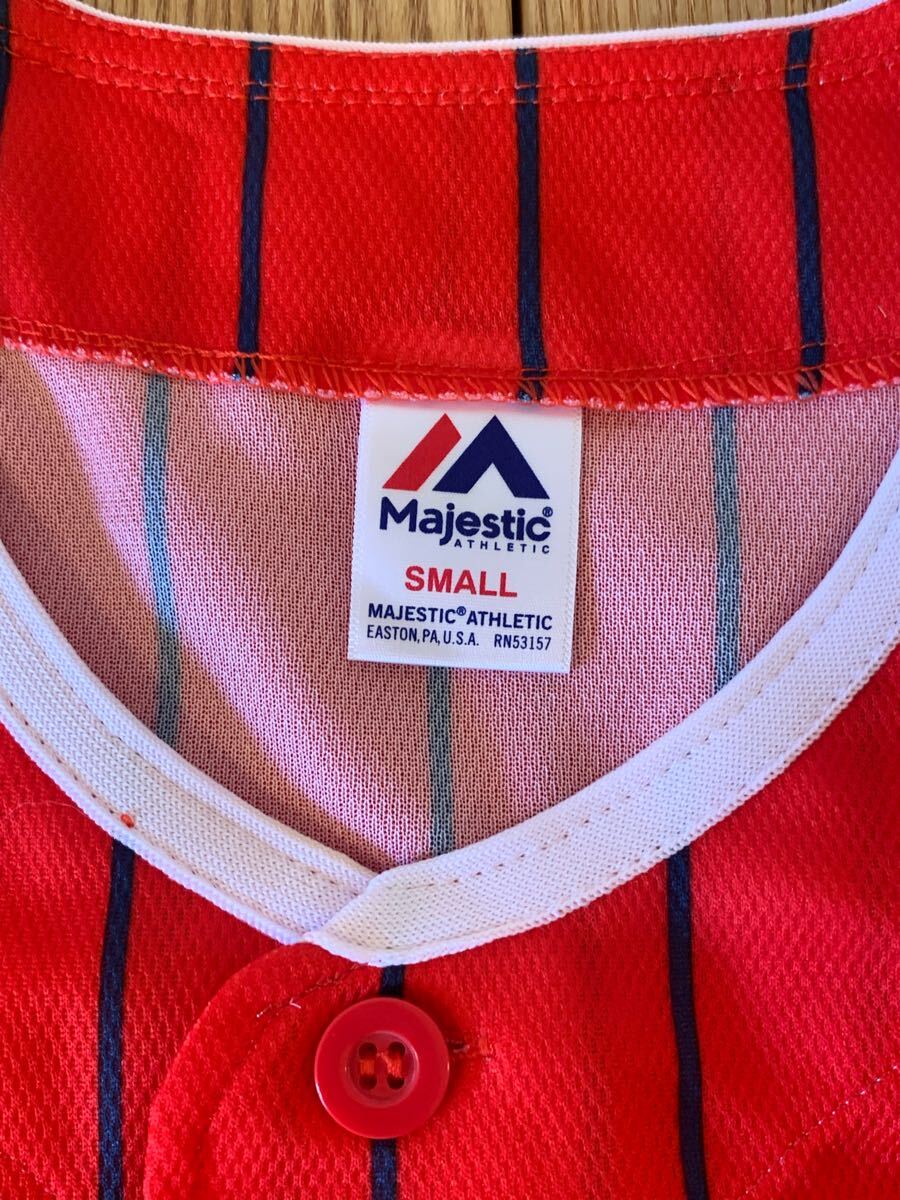 Majestic®
ATHLETIC
SMALL
MAJESTIC® ATHLETIC
EASTON, PA, U.S.A. RN53157